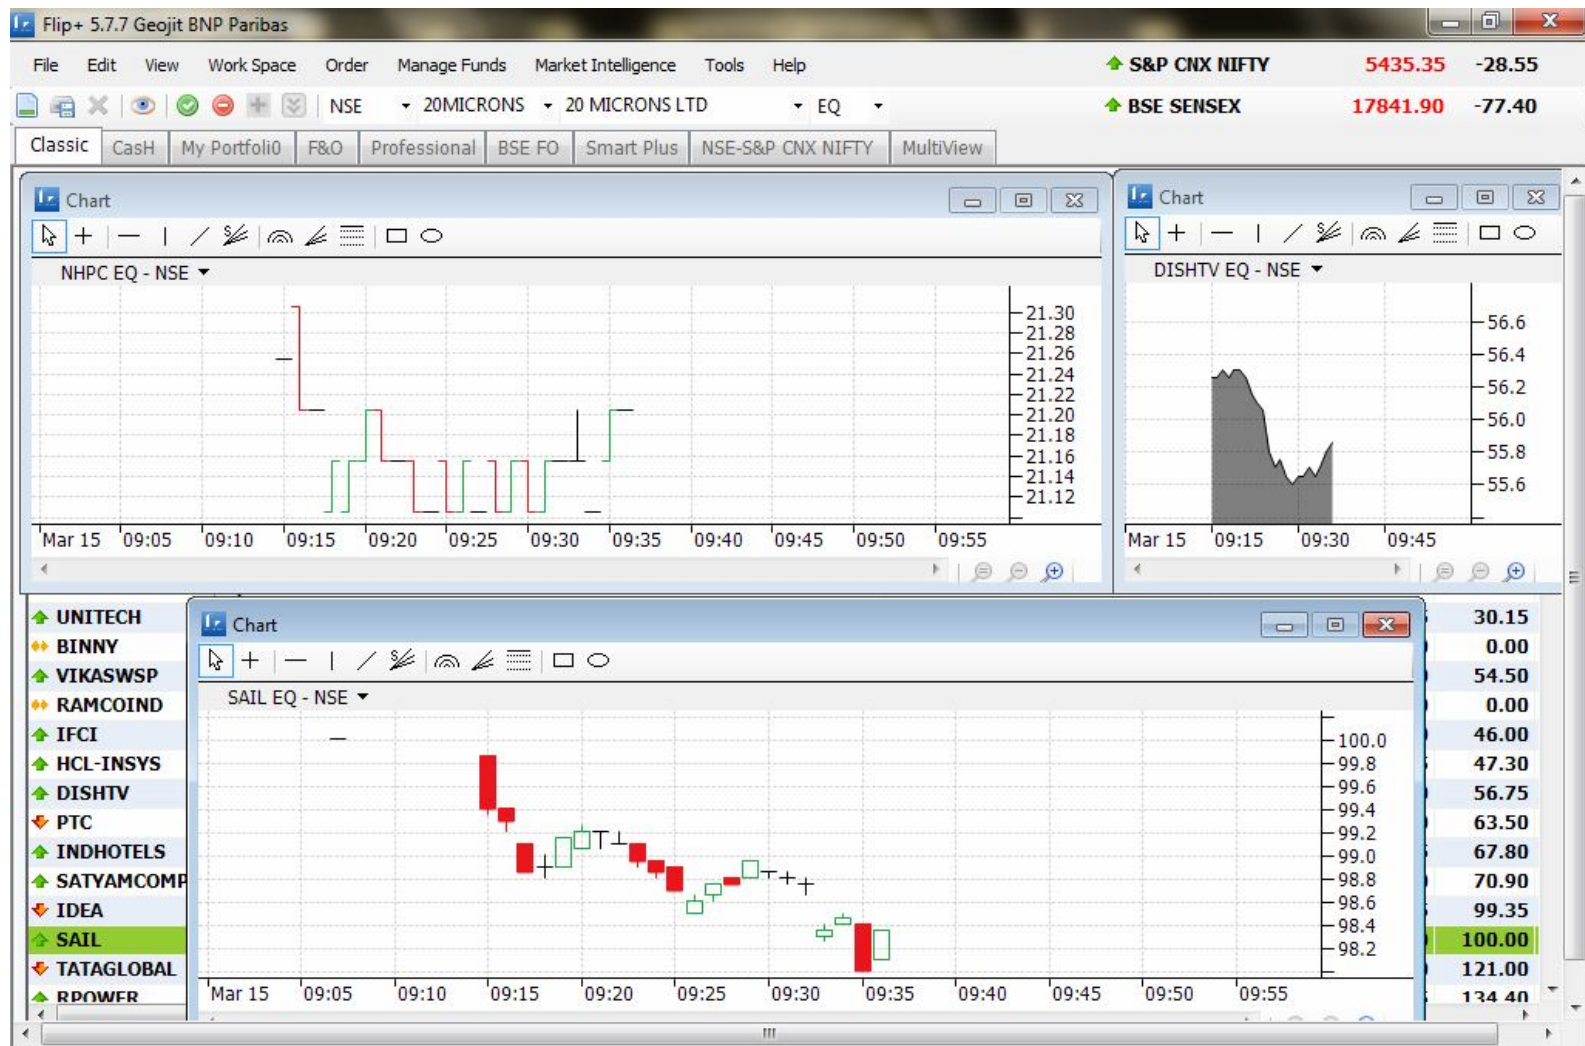 Flip+ 5.7.7 Geojit BNP Paribas
File Edit View Work Space Order Manage Funds Market Intelligence Tools Help
S&P CNX NIFTY 5435.35 -28.55
NSE 20MICRONS 20 MICRONS LTD EQ
BSE SENSEX 17841.90 -77.40
Classic CasH My Portfoli0 F&O Professional BSE FO Smart Plus NSE-S&P CNX NIFTY MultiView
Chart
NHPC EQ - NSE
21.30
21.28
21.26
21.24
21.22
21.20
21.18
21.16
21.14
21.12
Mar 15 09:05 09:10 09:15 09:20 09:25 09:30 09:35 09:40 09:45 09:50 09:55
Chart
DISHTV EQ - NSE
56.6
56.4
56.2
56.0
55.8
55.6
Mar 15 09:15 09:30 09:45
UNITECH 30.15
BINNY 0.00
VIKASWSP 54.50
RAMCOIND 0.00
IFCI 46.00
HCL-INSYS 47.30
DISHTV 56.75
PTC 63.50
INDHOTELS 67.80
SATYAMCOMP 70.90
IDEA 99.35
SAIL 100.00
TATAGLOBAL 121.00
RPOWER 134.40
Chart
SAIL EQ - NSE
100.0
99.8
99.6
99.4
99.2
99.0
98.8
98.6
98.4
98.2
Mar 15 09:05 09:10 09:15 09:20 09:25 09:30 09:35 09:40 09:45 09:50 09:55